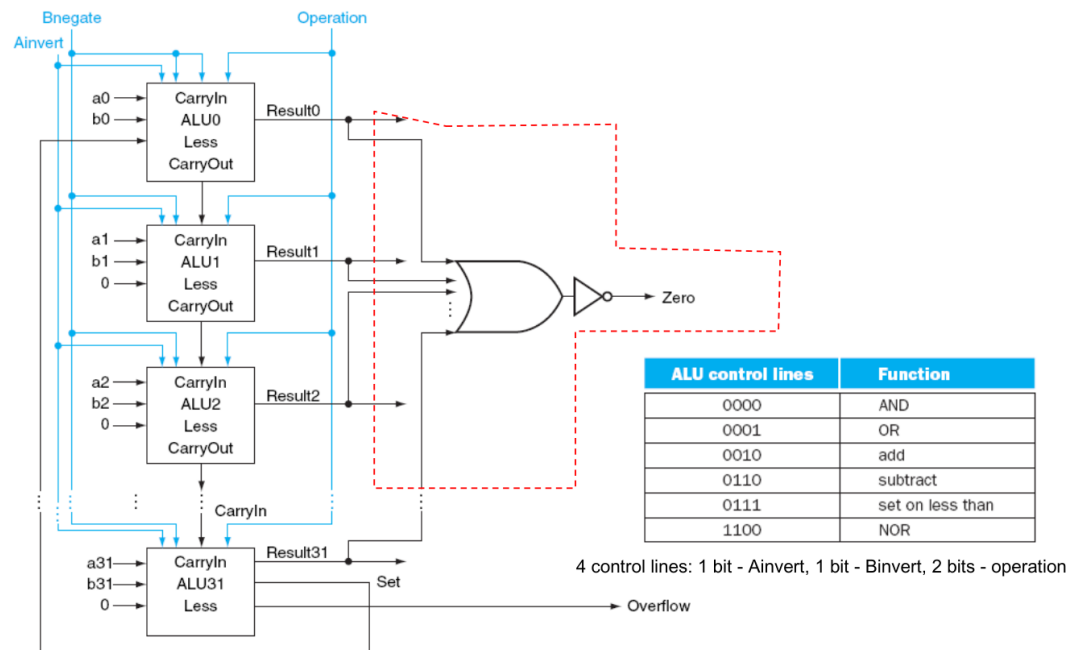 Bnegate
Operation
Ainvert
a0
b0
CarryIn
ALU0
Less
CarryOut
Result0
a1
b1
0
CarryIn
ALU1
Less
CarryOut
Result1
Zero
a2
b2
0
CarryIn
ALU2
Less
CarryOut
Result2
CarryIn
a31
b31
0
CarryIn
ALU31
Less
Result31
Set
Overflow
ALU control lines Function
0000 AND
0001 OR
0010 add
0110 subtract
0111 set on less than
1100 NOR
4 control lines: 1 bit - Ainvert, 1 bit - Binvert, 2 bits - operation